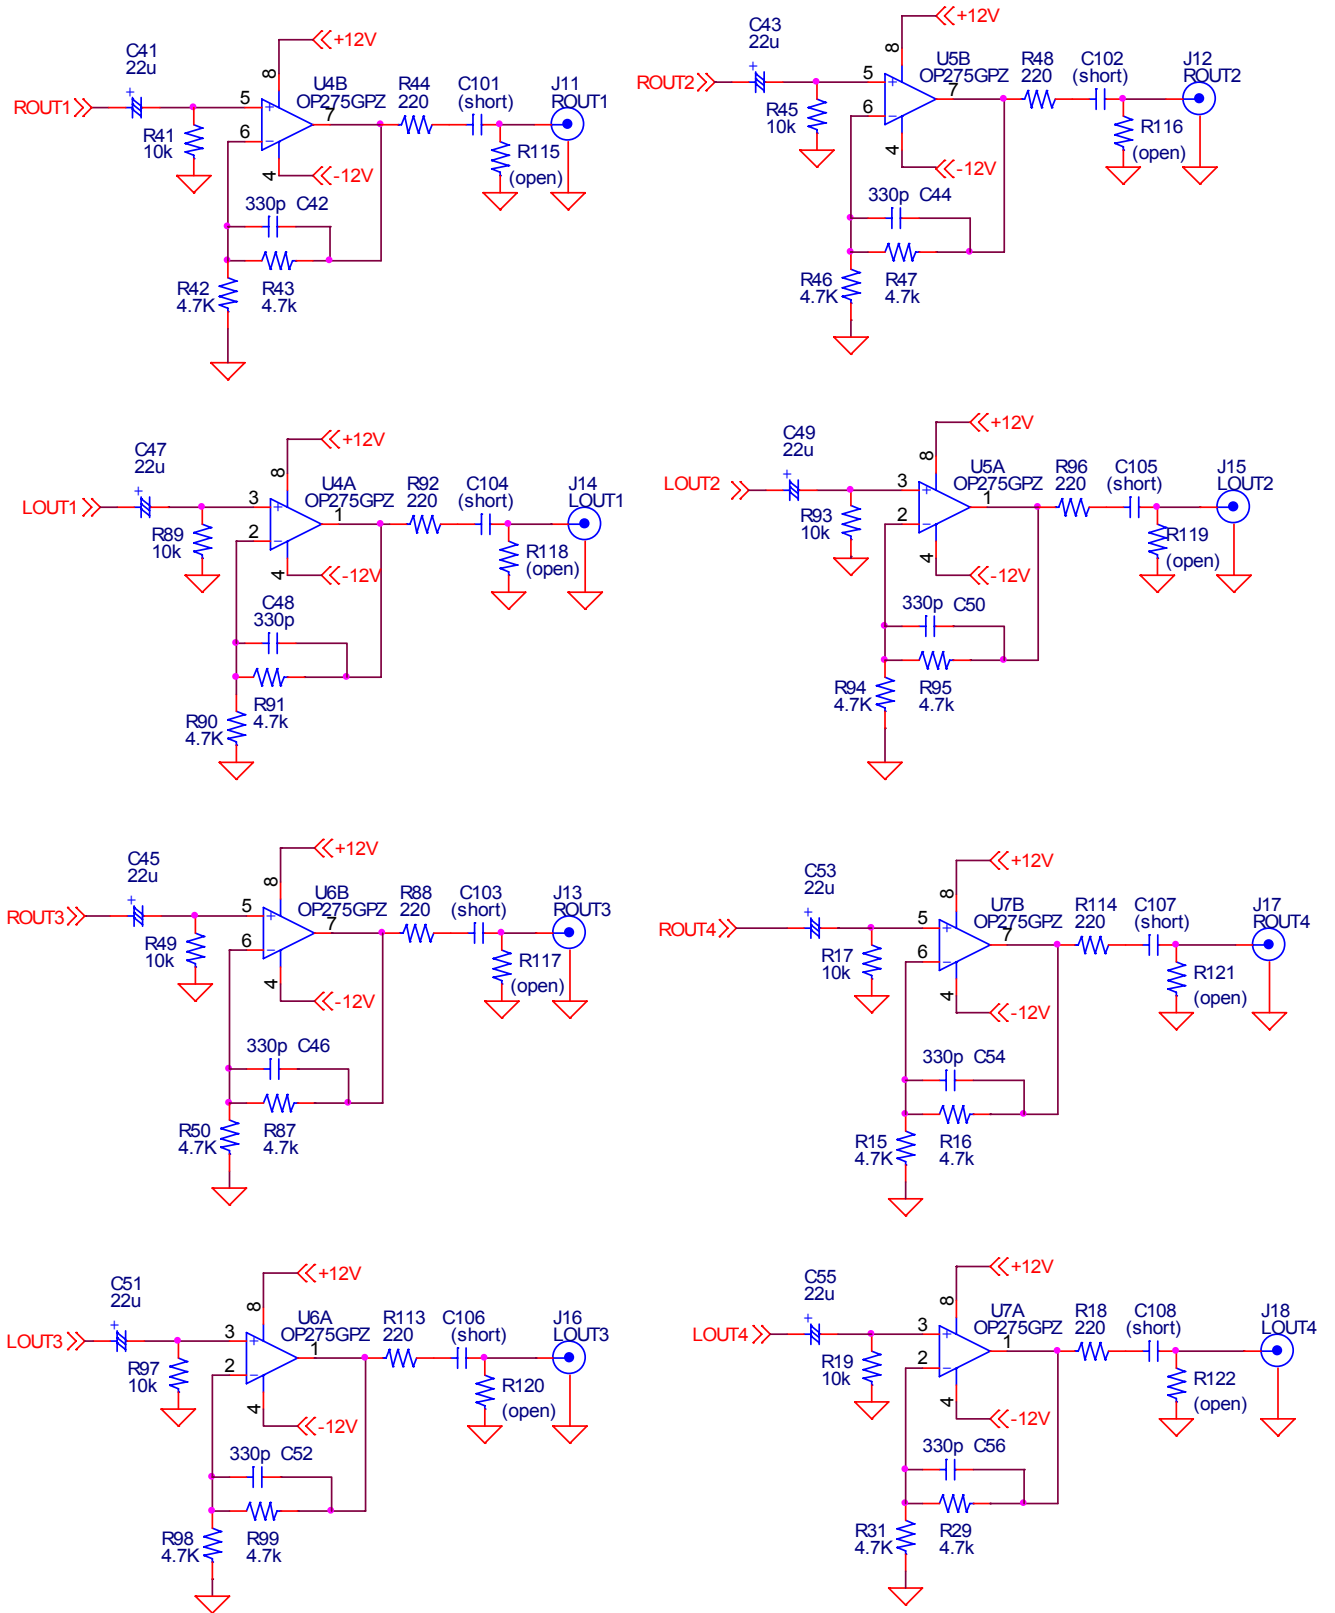 C41
22u
ROUT1
R41
10k
+12V
8
U4B
OP275GPZ
5
6
7
4
-12V
R44
220
C101
(short)
J11
ROUT1
R115
(open)
330p C42
R42
4.7K
R43
4.7k
C43
22u
ROUT2
R45
10k
+12V
8
U5B
OP275GPZ
5
6
7
4
-12V
R48
220
C102
(short)
J12
ROUT2
R116
(open)
330p C44
R46
4.7K
R47
4.7k
C47
22u
LOUT1
R89
10k
+12V
8
U4A
OP275GPZ
3
2
1
4
-12V
R92
220
C104
(short)
J14
LOUT1
R118
(open)
C48
330p
R90
4.7K
R91
4.7k
C49
22u
LOUT2
R93
10k
+12V
8
U5A
OP275GPZ
3
2
1
4
-12V
R96
220
C105
(short)
J15
LOUT2
R119
(open)
330p C50
R94
4.7K
R95
4.7k
C45
22u
ROUT3
R49
10k
+12V
8
U6B
OP275GPZ
5
6
7
4
-12V
R88
220
C103
(short)
J13
ROUT3
R117
(open)
330p C46
R50
4.7K
R87
4.7k
C53
22u
ROUT4
R17
10k
+12V
8
U7B
OP275GPZ
5
6
7
4
-12V
R114
220
C107
(short)
J17
ROUT4
R121
(open)
330p C54
R15
4.7K
R16
4.7k
C51
22u
LOUT3
R97
10k
+12V
8
U6A
OP275GPZ
3
2
1
4
-12V
R113
220
C106
(short)
J16
LOUT3
R120
(open)
330p C52
R98
4.7K
R99
4.7k
C55
22u
LOUT4
R19
10k
+12V
8
U7A
OP275GPZ
3
2
1
4
-12V
R18
220
C108
(short)
J18
LOUT4
R122
(open)
330p C56
R31
4.7K
R29
4.7k